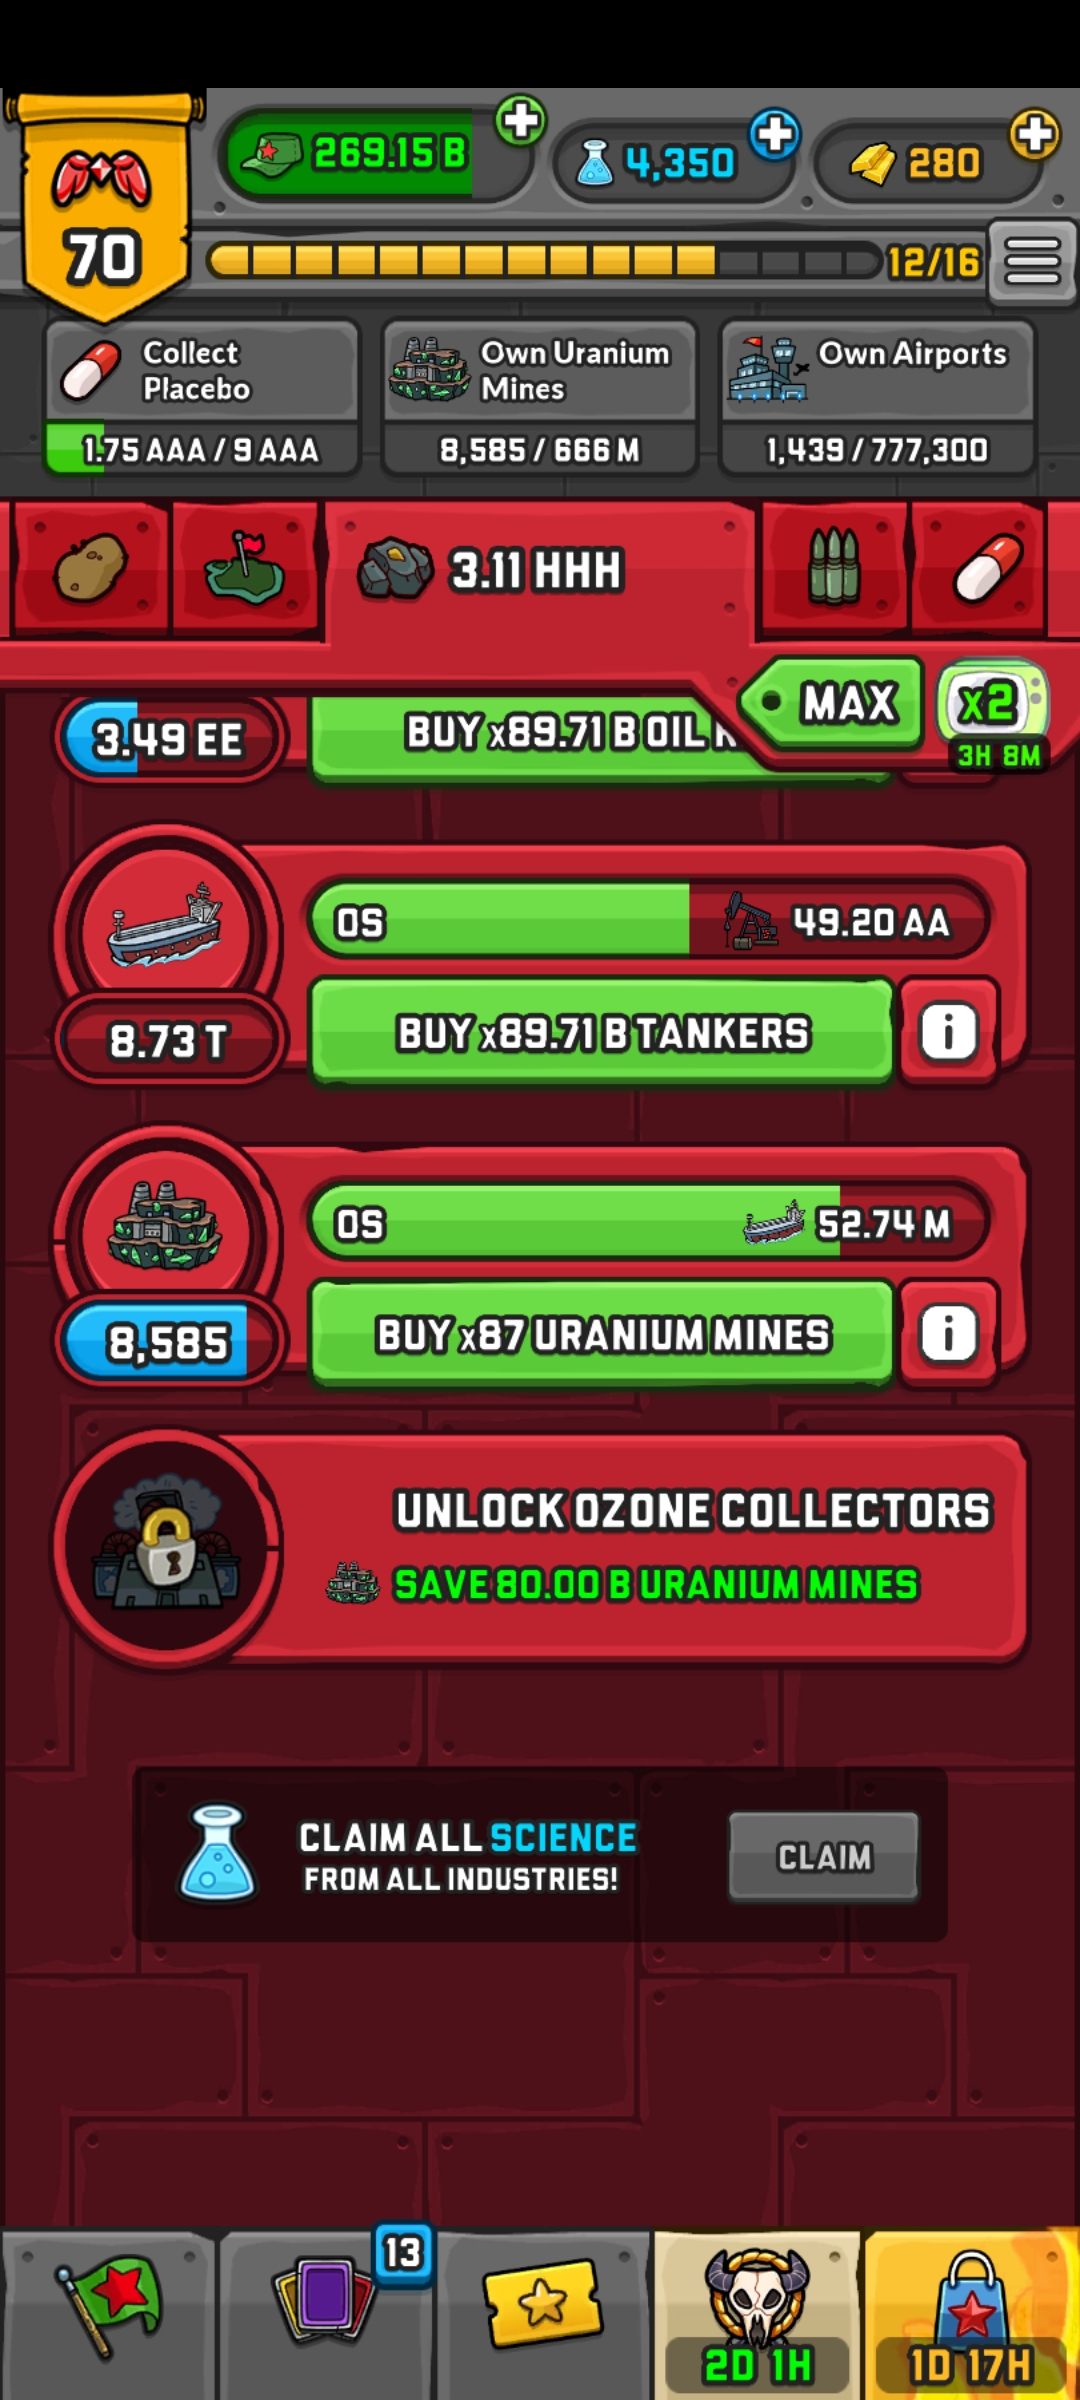 269.15 B
4,350
280
70
12/16
Collect
Placebo
Own Uranium
Mines
Own Airports
1.75 AAA / 9 AAA
8,585 / 666 M
1,439 / 777,300
3.11 HHH
MAX
x2
3H 8M
3.49 EE
BUY x89.71 B OIL
0S
49.20 AA
8.73 T
BUY x89.71 B TANKERS
i
0S
52.74 M
8,585
BUY x87 URANIUM MINES
i
UNLOCK OZONE COLLECTORS
SAVE 80.00 B URANIUM MINES
CLAIM ALL SCIENCE
FROM ALL INDUSTRIES!
CLAIM
13
2D 1H
1D 17H